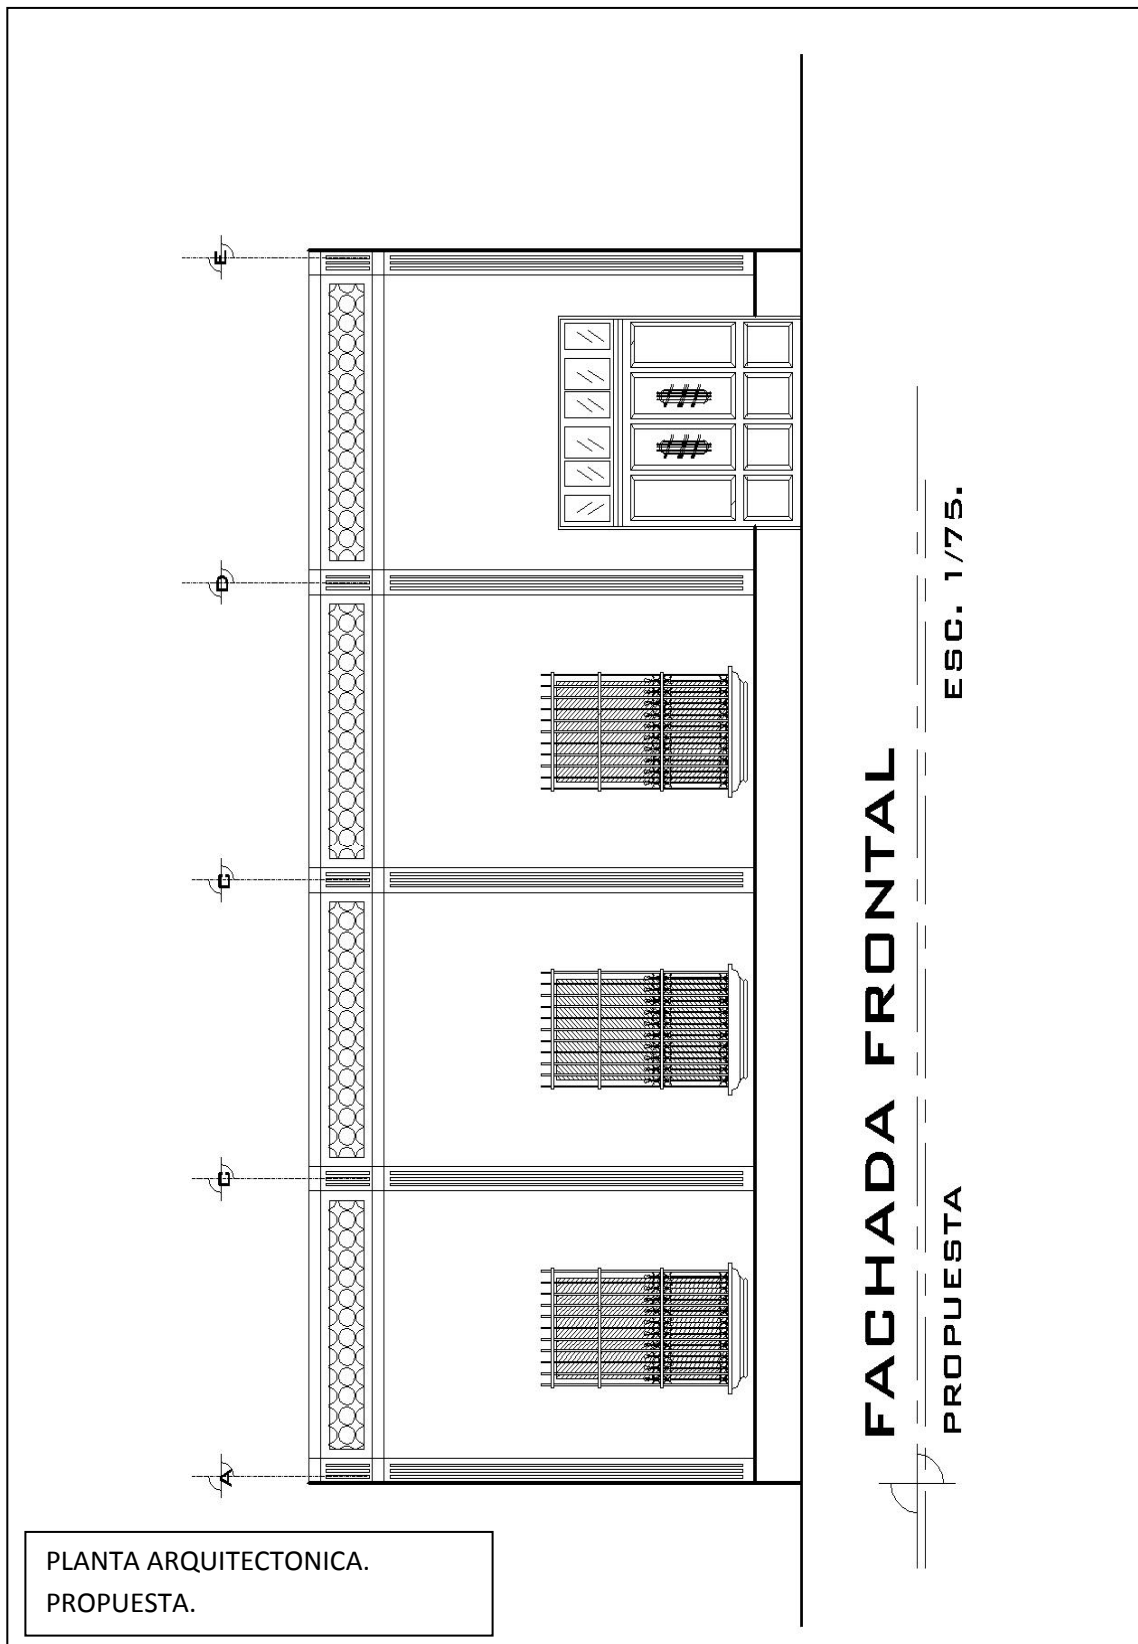 A
C
C
D
E
FACHADA FRONTAL
PROPUESTA
ESC. 1/75.
PLANTA ARQUITECTONICA.
PROPUESTA.